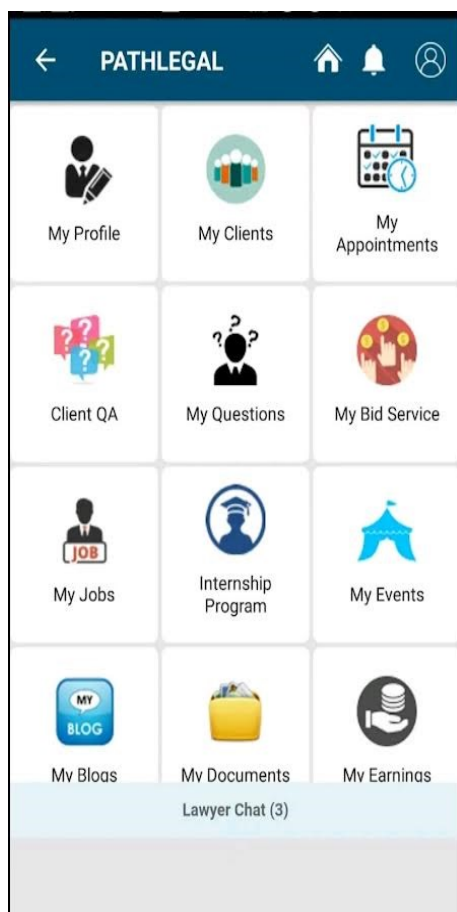 PATHLEGAL
My Profile
My Clients
My
Appointments
Client QA
My Questions
My Bid Service
JOB
My Jobs
Internship
Program
My Events
MY
BLOG
My Blogs
My Documents
My Earnings
Lawyer Chat (3)